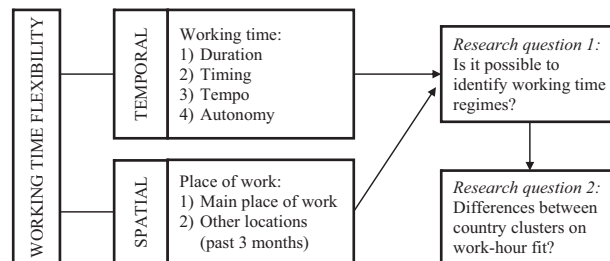 WORKING TIME FLEXIBILITY
TEMPORAL
Working time:
1) Duration
2) Timing
3) Tempo
4) Autonomy
SPATIAL
Place of work:
1) Main place of work
2) Other locations
(past 3 months)
Research question 1:
Is it possible to
identify working time
regimes?
Research question 2:
Differences between
country clusters on
work-hour fit?